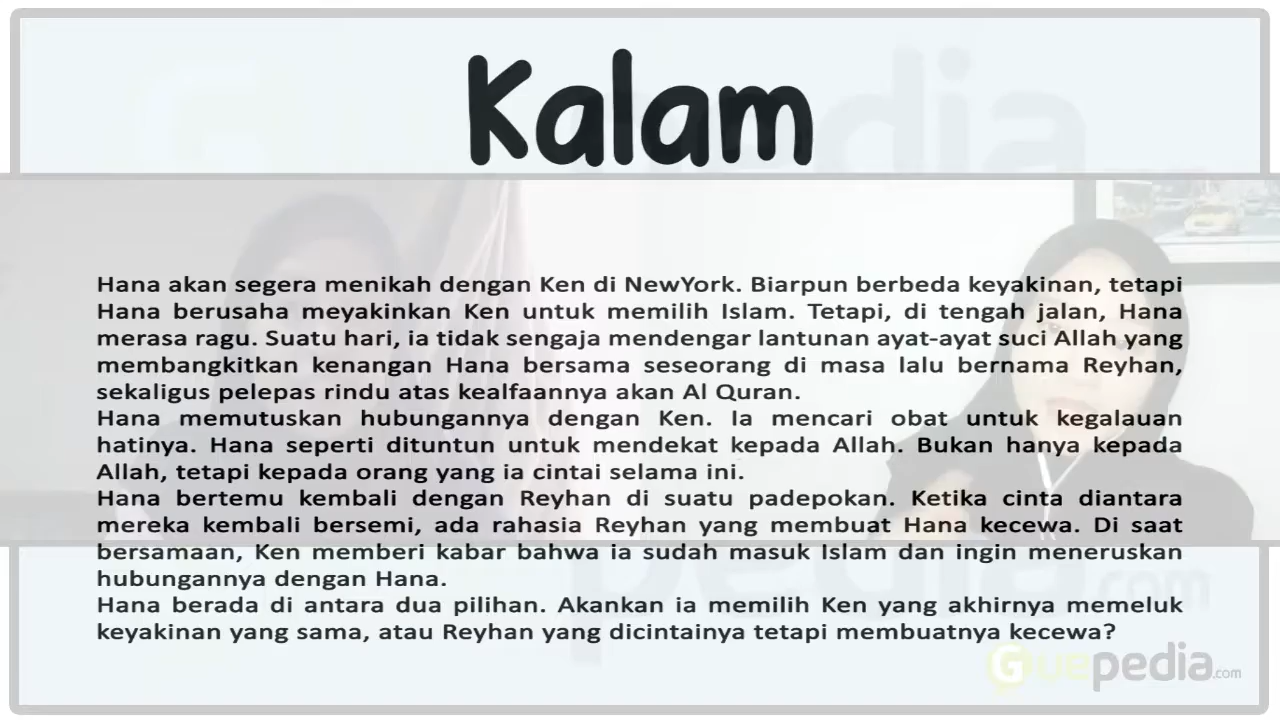 Kalam
Hana akan segera menikah dengan Ken di NewYork. Biarpun berbeda keyakinan, tetapi
Hana berusaha meyakinkan Ken untuk memilih Islam. Tetapi, di tengah jalan, Hana
merasa ragu. Suatu hari, ia tidak sengaja mendengar lantunan ayat-ayat suci Allah yang
membangkitkan kenangan Hana bersama seseorang di masa lalu bernama Reyhan,
sekaligus pelepas rindu atas kealfaannya akan Al Quran.
Hana memutuskan hubungannya dengan Ken. Ia mencari obat untuk kegalauan
hatinya. Hana seperti dituntun untuk mendekat kepada Allah. Bukan hanya kepada
Allah, tetapi kepada orang yang ia cintai selama ini.
Hana bertemu kembali dengan Reyhan di suatu padepokan. Ketika cinta diantara
mereka kembali bersemi, ada rahasia Reyhan yang membuat Hana kecewa. Di saat
bersamaan, Ken memberi kabar bahwa ia sudah masuk Islam dan ingin meneruskan
hubungannya dengan Hana.
Hana berada di antara dua pilihan. Akankan ia memilih Ken yang akhirnya memeluk
keyakinan yang sama, atau Reyhan yang dicintainya tetapi membuatnya kecewa?
Guepedia.com
pedia
pedia
.com